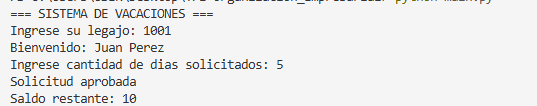 === SISTEMA DE VACACIONES ===
Ingrese su legajo: 1001
Bienvenido: Juan Perez
Ingrese cantidad de dias solicitados: 5
Solicitud aprobada
Saldo restante: 10